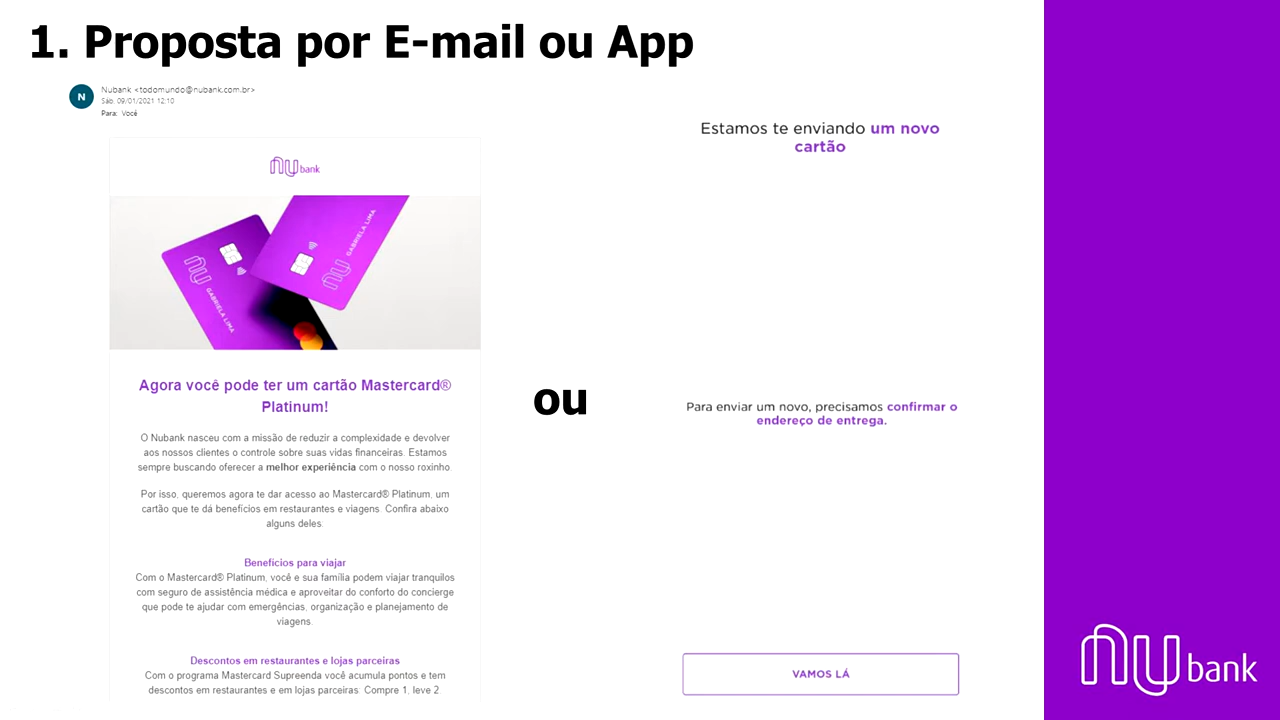 1. Proposta por E-mail ou App
N
Nubank <todomundo@nubank.com.br>
Sáb, 09/01/2021 12:10
Para: Você
nu bank
nu
GABRIELA LIMA
nu
GABRIELA LIMA
Agora você pode ter um cartão Mastercard®
Platinum!
O Nubank nasceu com a missão de reduzir a complexidade e devolver
aos nossos clientes o controle sobre suas vidas financeiras. Estamos
sempre buscando oferecer a melhor experiência com o nosso roxinho.
Por isso, queremos agora te dar acesso ao Mastercard® Platinum, um
cartão que te dá benefícios em restaurantes e viagens. Confira abaixo
alguns deles:
Benefícios para viajar
Com o Mastercard® Platinum, você e sua família podem viajar tranquilos
com seguro de assistência médica e aproveitar do conforto do concierge
que pode te ajudar com emergências, organização e planejamento de
viagens.
Descontos em restaurantes e lojas parceiras
Com o programa Mastercard Supreenda você acumula pontos e tem
descontos em restaurantes e em lojas parceiras: Compre 1, leve 2
ou
Estamos te enviando um novo
cartão
Para enviar um novo, precisamos confirmar o
endereço de entrega.
VAMOS LÁ
nu bank